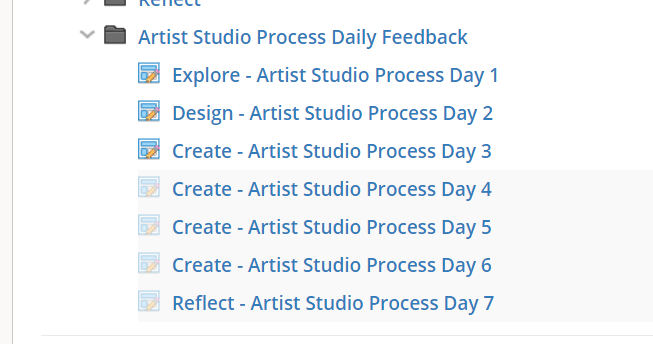 Reflect
Artist Studio Process Daily Feedback
Explore - Artist Studio Process Day 1
Design - Artist Studio Process Day 2
Create - Artist Studio Process Day 3
Create - Artist Studio Process Day 4
Create - Artist Studio Process Day 5
Create - Artist Studio Process Day 6
Reflect - Artist Studio Process Day 7